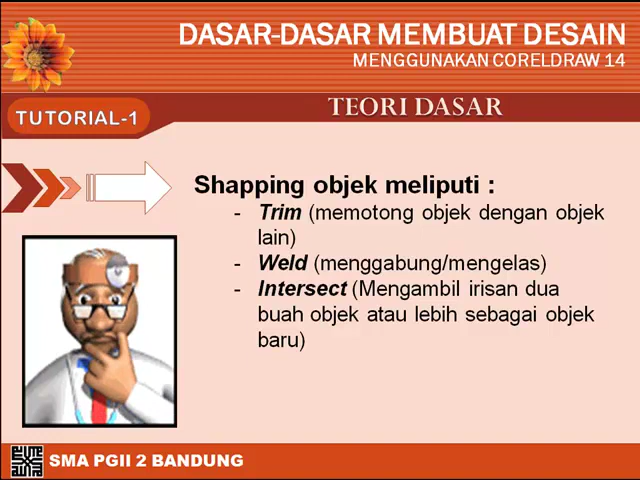 DASAR-DASAR MEMBUAT DESAIN
MENGGUNAKAN CORELDRAW 14
TUTORIAL-1
TEORI DASAR
Shapping objek meliputi :
- Trim (memotong objek dengan objek
lain)
- Weld (menggabung/mengelas)
- Intersect (Mengambil irisan dua
buah objek atau lebih sebagai objek
baru)
SMA PGII 2 BANDUNG